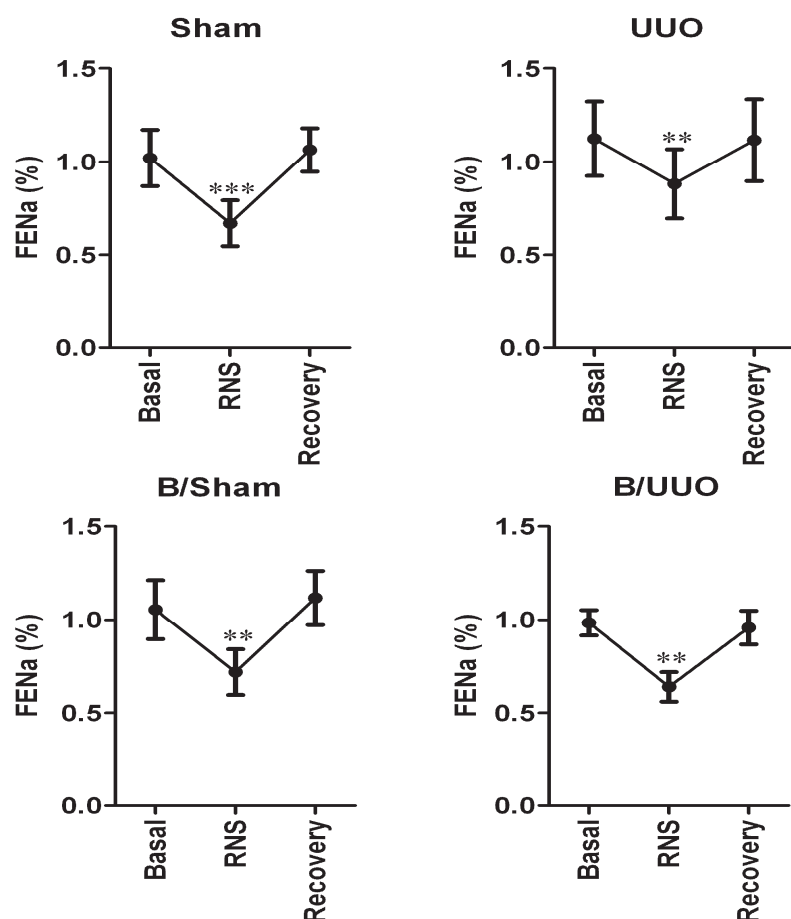 Sham
1.5
1.0
0.5
0.0
FENa (%)
***
Basal
RNS
Recovery
UUO
1.5
1.0
0.5
0.0
FENa (%)
**
Basal
RNS
Recovery
B/Sham
1.5
1.0
0.5
0.0
FENa (%)
**
Basal
RNS
Recovery
B/UUO
1.5
1.0
0.5
0.0
FENa (%)
**
Basal
RNS
Recovery